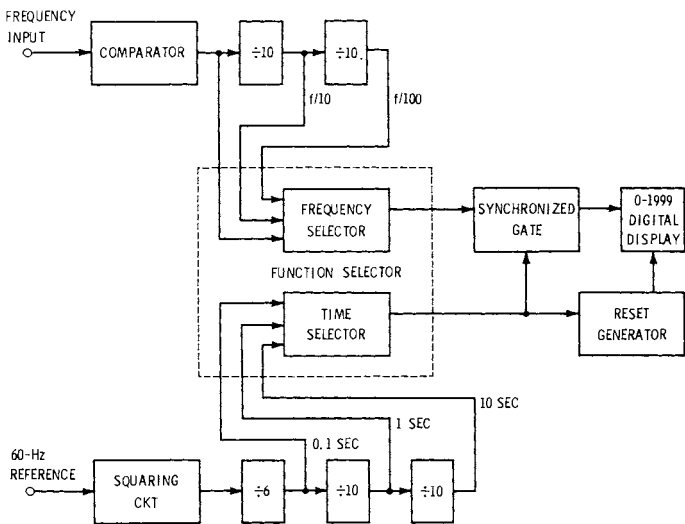 FREQUENCY
INPUT
COMPARATOR
÷10
÷10
f/10
f/100
FREQUENCY
SELECTOR
SYNCHRONIZED
GATE
0-1999
DIGITAL
DISPLAY
FUNCTION SELECTOR
TIME
SELECTOR
RESET
GENERATOR
10 SEC
1 SEC
0.1 SEC
60-Hz
REFERENCE
SQUARING
CKT
÷6
÷10
÷10